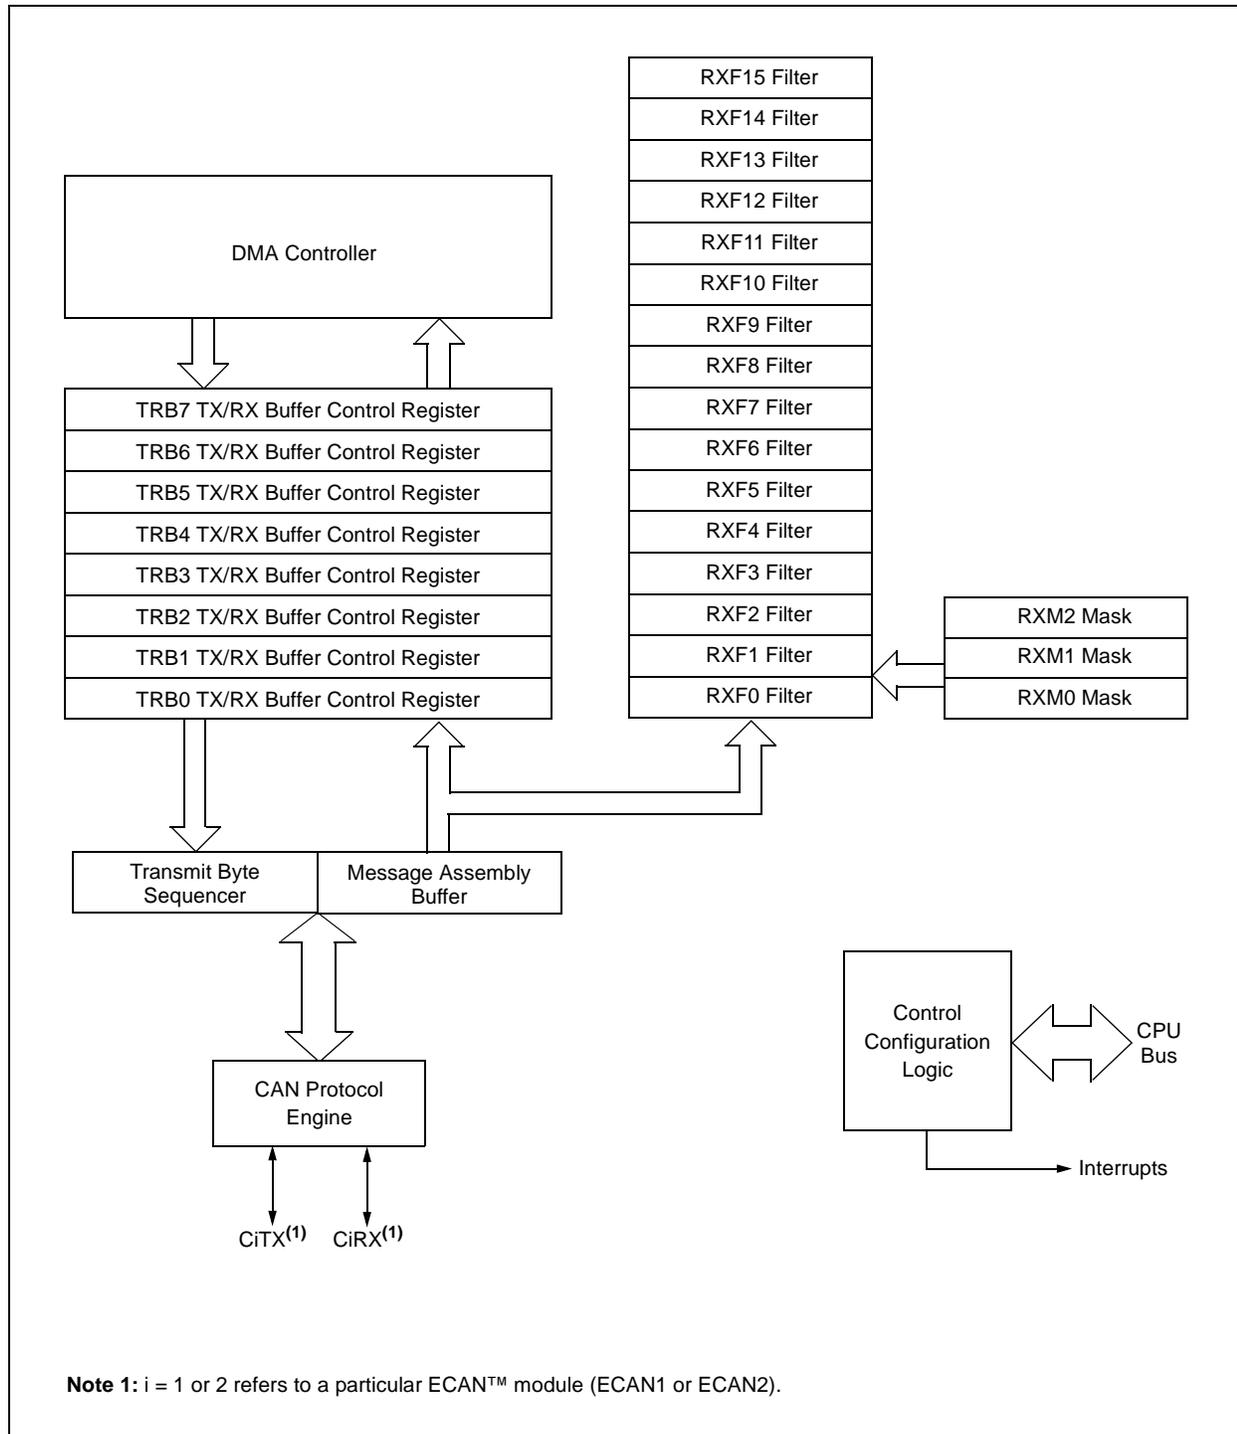 RXF15 Filter
RXF14 Filter
RXF13 Filter
RXF12 Filter
RXF11 Filter
RXF10 Filter
RXF9 Filter
RXF8 Filter
RXF7 Filter
RXF6 Filter
RXF5 Filter
RXF4 Filter
RXF3 Filter
RXF2 Filter
RXF1 Filter
RXF0 Filter
DMA Controller
TRB7 TX/RX Buffer Control Register
TRB6 TX/RX Buffer Control Register
TRB5 TX/RX Buffer Control Register
TRB4 TX/RX Buffer Control Register
TRB3 TX/RX Buffer Control Register
TRB2 TX/RX Buffer Control Register
TRB1 TX/RX Buffer Control Register
TRB0 TX/RX Buffer Control Register
RXM2 Mask
RXM1 Mask
RXM0 Mask
Transmit Byte
Sequencer
Message Assembly
Buffer
Control
Configuration
Logic
CPU
Bus
CAN Protocol
Engine
Interrupts
CiTX(1)
CiRX(1)
Note 1: i = 1 or 2 refers to a particular ECAN™ module (ECAN1 or ECAN2).